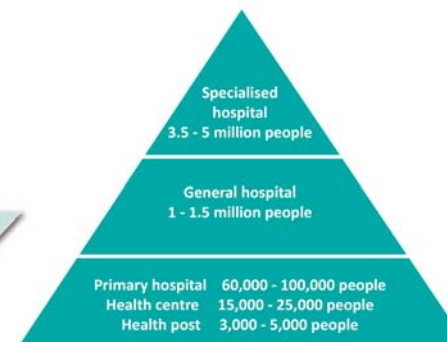 Specialised
hospital
3.5 - 5 million people
General hospital
1 - 1.5 million people
Primary hospital 60,000 - 100,000 people
Health centre 15,000 - 25,000 people
Health post 3,000 - 5,000 people